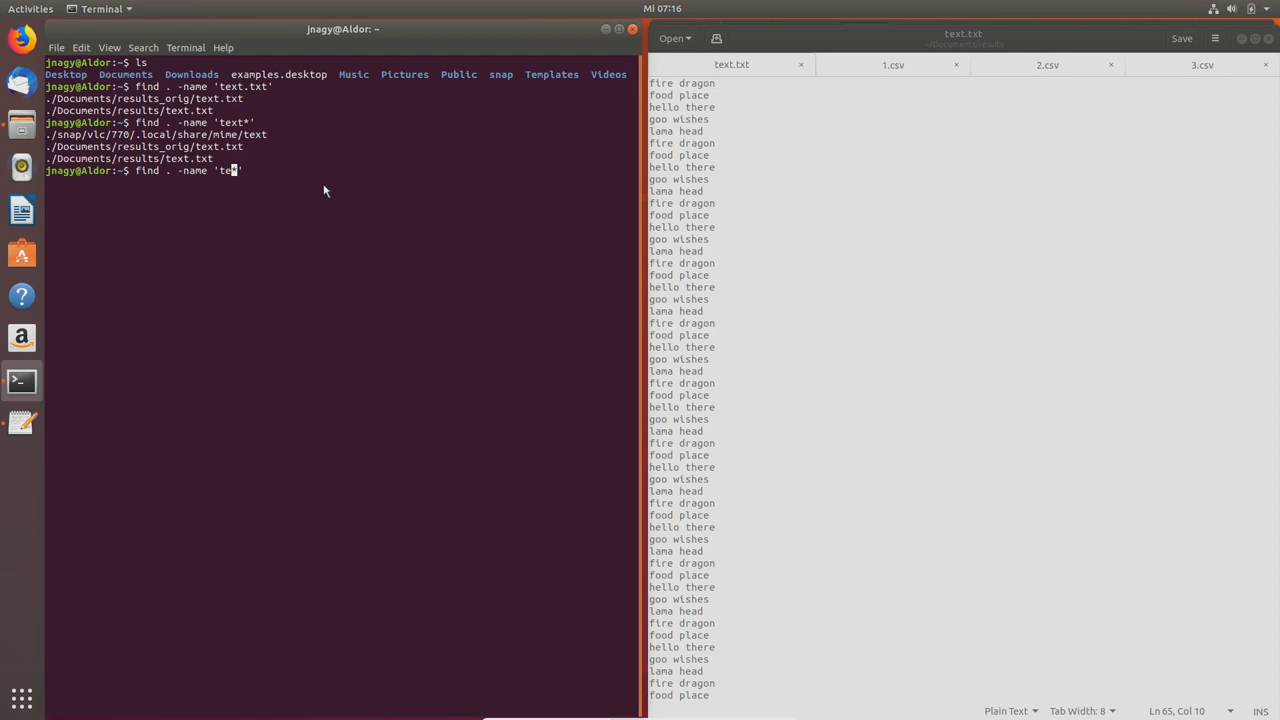 Activities
Terminal
Mi 07:16
jnagy@Aldor: ~
File Edit View Search Terminal Help
jnagy@Aldor:~$ ls
Desktop Documents Downloads examples.desktop Music Pictures Public snap Templates Videos
jnagy@Aldor:~$ find . -name 'text.txt'
./Documents/results_orig/text.txt
./Documents/results/text.txt
jnagy@Aldor:~$ find . -name 'text*'
./snap/vlc/770/.local/share/mime/text
./Documents/results_orig/text.txt
./Documents/results/text.txt
jnagy@Aldor:~$ find . -name 'te*'
Open
text.txt
~/Documents/results
Save
text.txt
1.csv
2.csv
3.csv
fire dragon
food place
hello there
goo wishes
lama head
fire dragon
food place
hello there
goo wishes
lama head
fire dragon
food place
hello there
goo wishes
lama head
fire dragon
food place
hello there
goo wishes
lama head
fire dragon
food place
hello there
goo wishes
lama head
fire dragon
food place
hello there
goo wishes
lama head
fire dragon
food place
hello there
goo wishes
lama head
fire dragon
food place
hello there
goo wishes
lama head
fire dragon
food place
hello there
goo wishes
lama head
fire dragon
food place
hello there
goo wishes
lama head
fire dragon
food place
Plain Text
Tab Width: 8
Ln 65, Col 10
INS